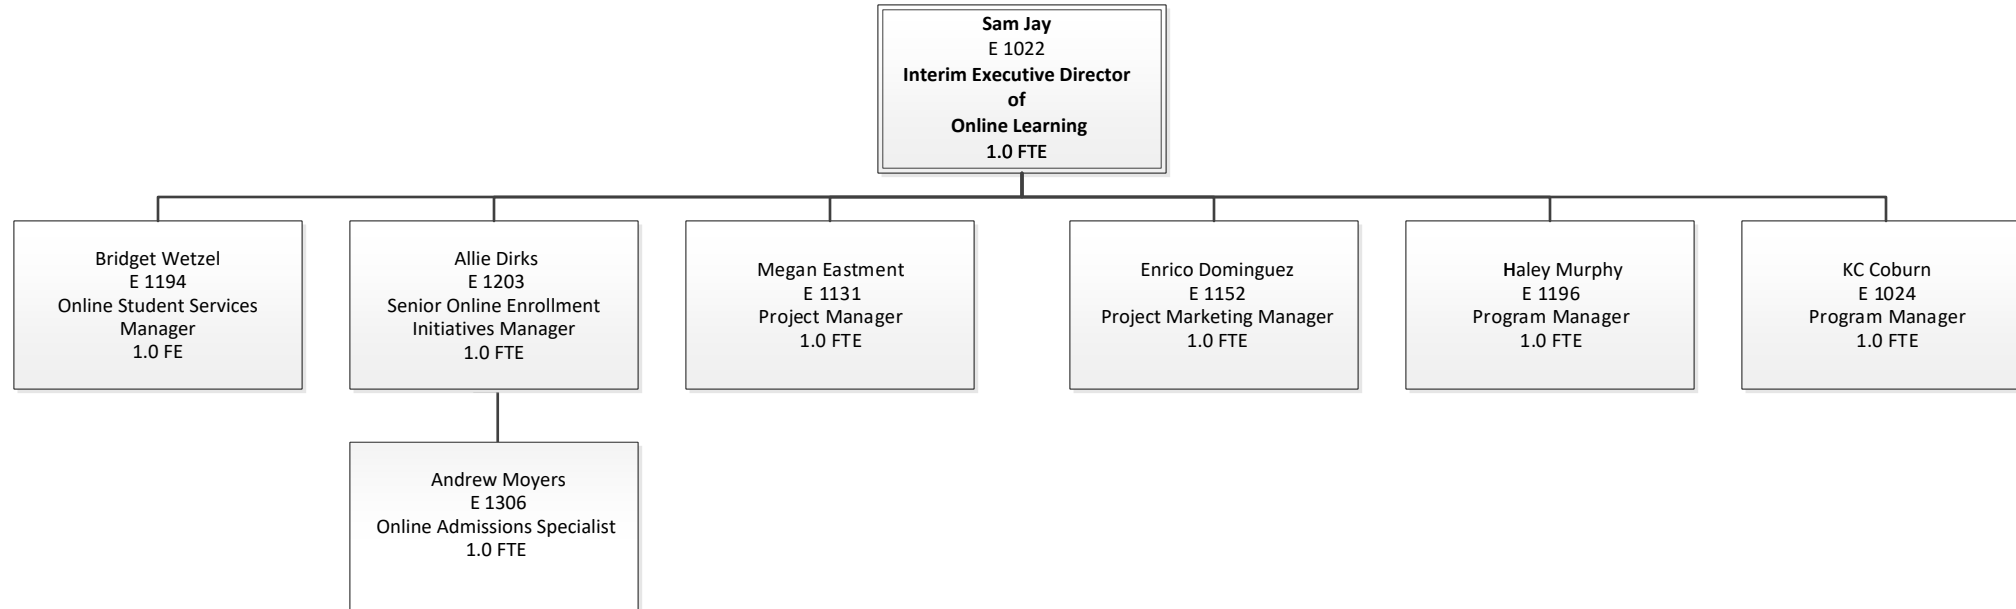 Sam Jay
E 1022
Interim Executive Director
of
Online Learning
1.0 FTE
Bridget Wetzel
E 1194
Online Student Services
Manager
1.0 FE
Allie Dirks
E 1203
Senior Online Enrollment
Initiatives Manager
1.0 FTE
Megan Eastment
E 1131
Project Manager
1.0 FTE
Enrico Dominguez
E 1152
Project Marketing Manager
1.0 FTE
Haley Murphy
E 1196
Program Manager
1.0 FTE
KC Coburn
E 1024
Program Manager
1.0 FTE
Andrew Moyers
E 1306
Online Admissions Specialist
1.0 FTE